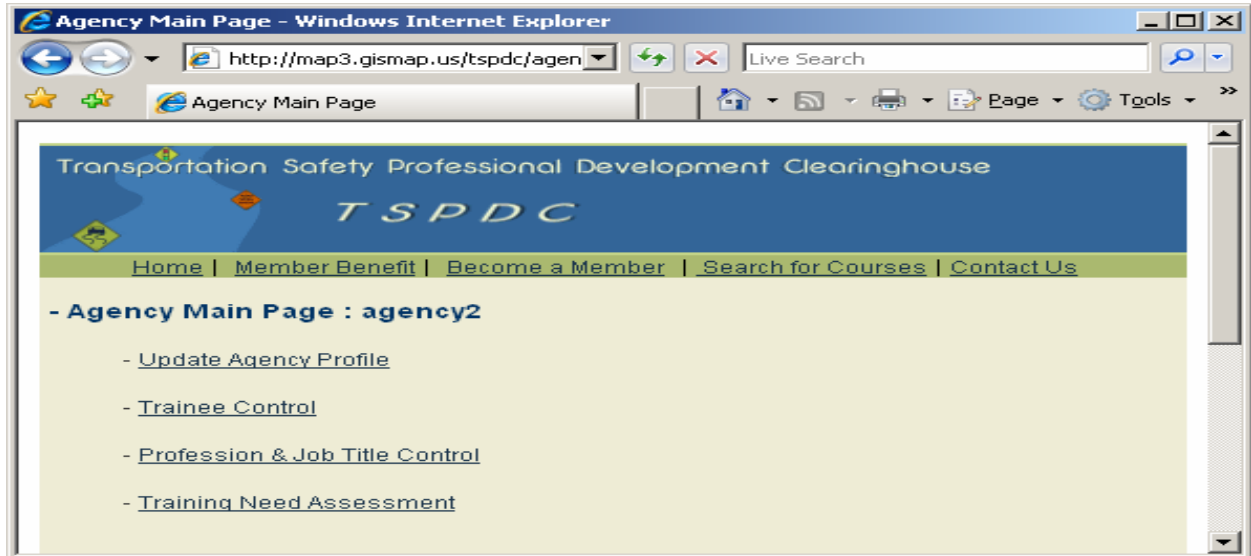 Agency Main Page - Windows Internet Explorer
http://map3.gismap.us/tspdc/agen
Live Search
Agency Main Page
Page
Tools
Transportation Safety Professional Development Clearinghouse
TSPDC
Home | Member Benefit | Become a Member | Search for Courses | Contact Us
- Agency Main Page : agency2
- Update Agency Profile
- Trainee Control
- Profession & Job Title Control
- Training Need Assessment